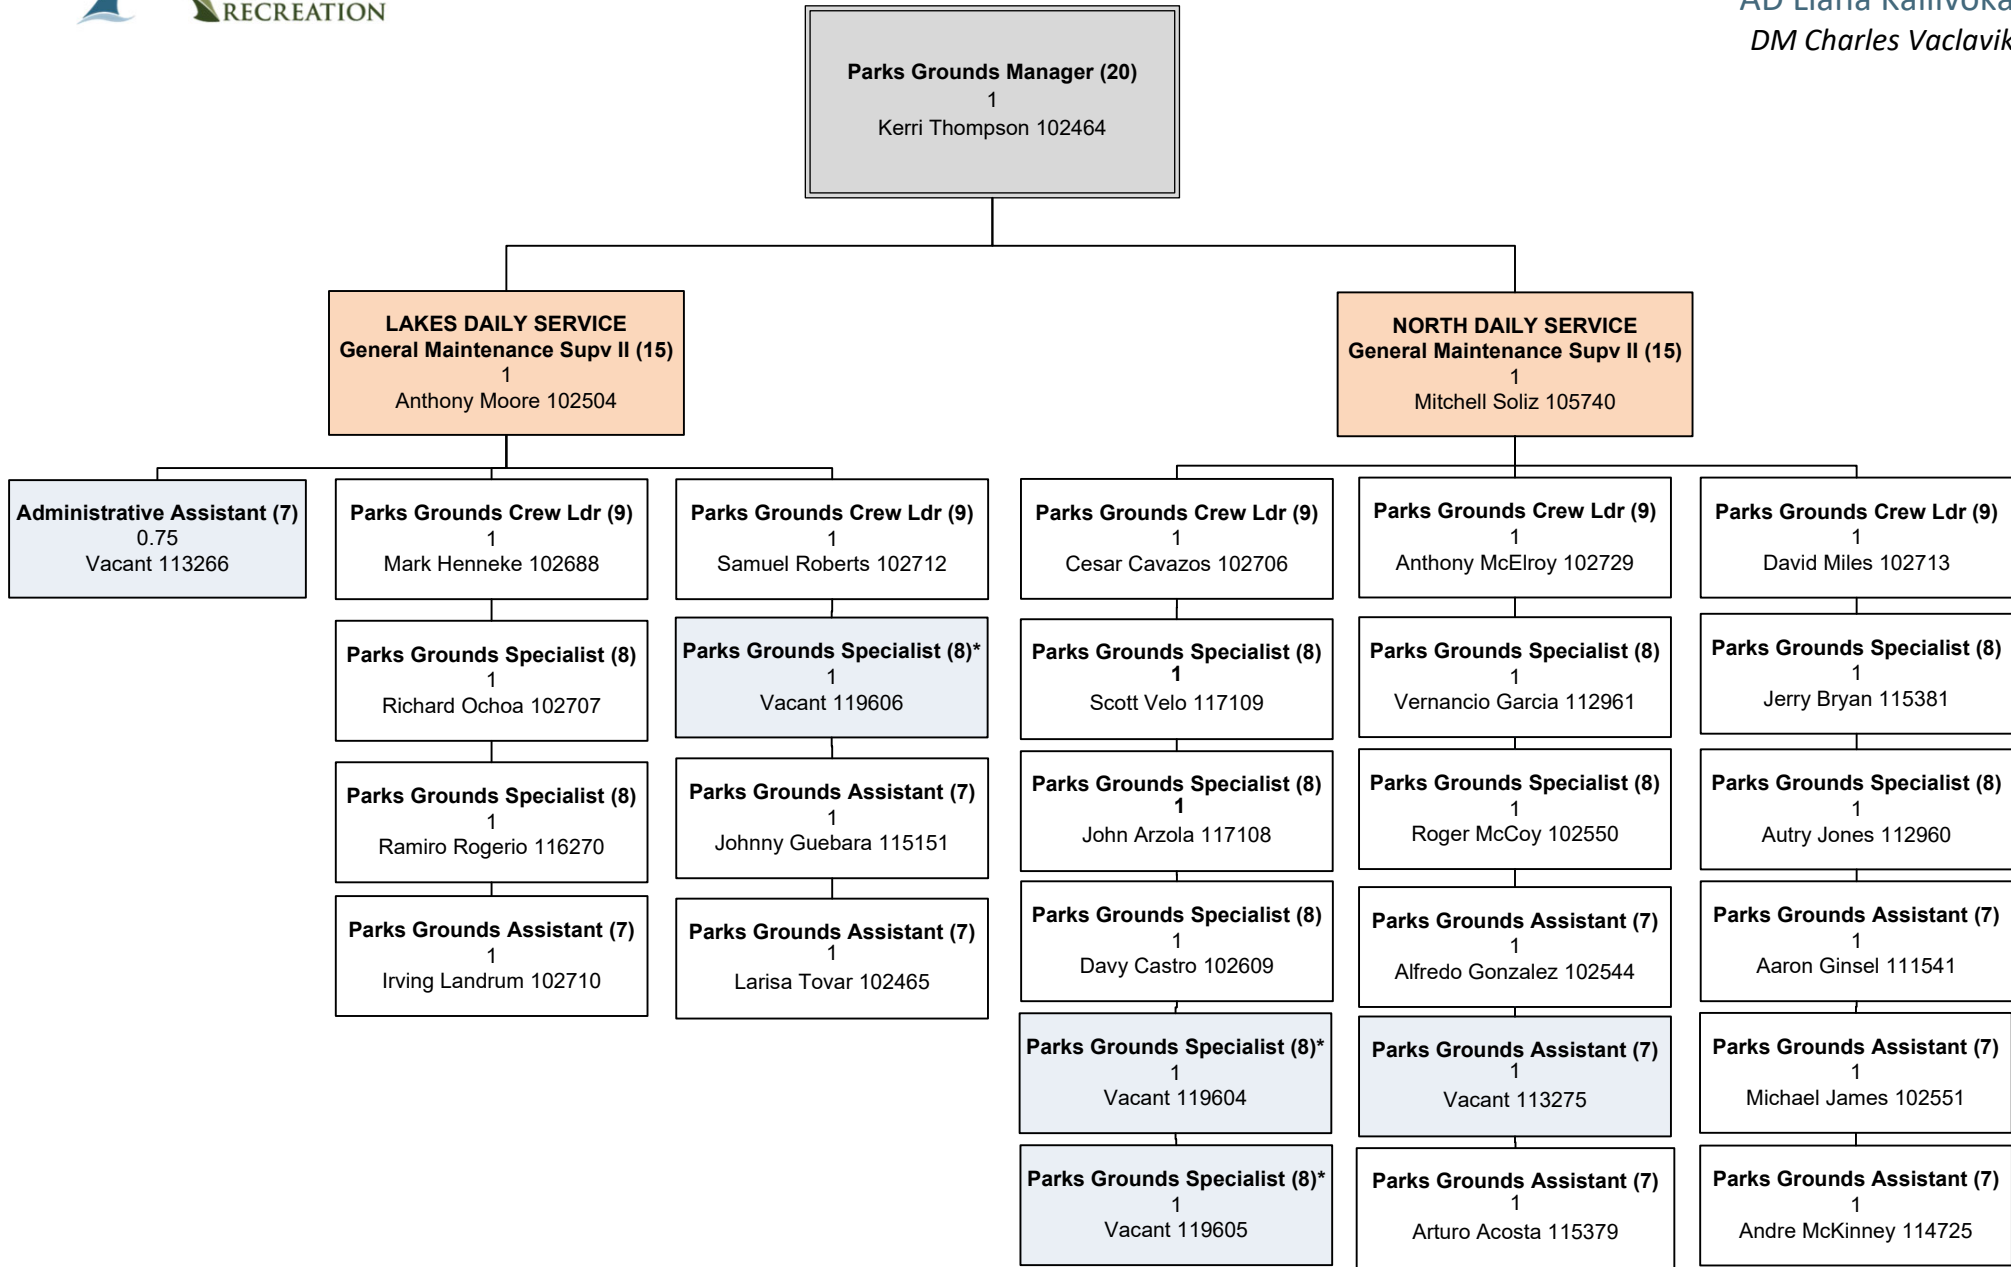 RECREATION
DM Charles Vaclavik
Parks Grounds Manager (20)
1
Kerri Thompson 102464
LAKES DAILY SERVICE
General Maintenance Supv II (15)
1
Anthony Moore 102504
NORTH DAILY SERVICE
General Maintenance Supv II (15)
1
Mitchell Soliz 105740
Administrative Assistant (7)
0.75
Vacant 113266
Parks Grounds Crew Ldr (9)
1
Mark Henneke 102688
Parks Grounds Specialist (8)
1
Richard Ochoa 102707
Parks Grounds Specialist (8)
1
Ramiro Rogerio 116270
Parks Grounds Assistant (7)
1
Irving Landrum 102710
Parks Grounds Crew Ldr (9)
1
Samuel Roberts 102712
Parks Grounds Specialist (8)*
1
Vacant 119606
Parks Grounds Assistant (7)
1
Johnny Guebara 115151
Parks Grounds Assistant (7)
1
Larisa Tovar 102465
Parks Grounds Crew Ldr (9)
1
Cesar Cavazos 102706
Parks Grounds Specialist (8)
1
Scott Velo 117109
Parks Grounds Specialist (8)
1
John Arzola 117108
Parks Grounds Specialist (8)
1
Davy Castro 102609
Parks Grounds Specialist (8)*
1
Vacant 119604
Parks Grounds Specialist (8)*
1
Vacant 119605
Parks Grounds Crew Ldr (9)
1
Anthony McElroy 102729
Parks Grounds Specialist (8)
1
Vernancio Garcia 112961
Parks Grounds Specialist (8)
1
Roger McCoy 102550
Parks Grounds Assistant (7)
1
Alfredo Gonzalez 102544
Parks Grounds Assistant (7)
1
Vacant 113275
Parks Grounds Assistant (7)
1
Arturo Acosta 115379
Parks Grounds Crew Ldr (9)
1
David Miles 102713
Parks Grounds Specialist (8)
1
Jerry Bryan 115381
Parks Grounds Specialist (8)
1
Autry Jones 112960
Parks Grounds Assistant (7)
1
Aaron Ginsel 111541
Parks Grounds Assistant (7)
1
Michael James 102551
Parks Grounds Assistant (7)
1
Andre McKinney 114725